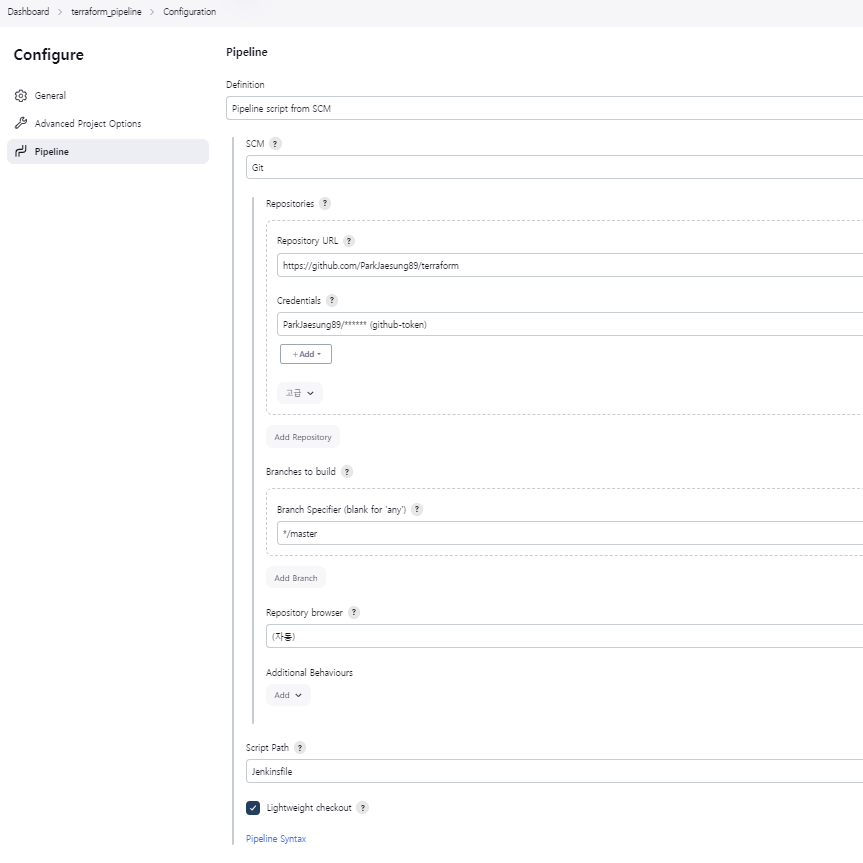 Dashboard > terraform_pipeline > Configuration
Configure
General
Advanced Project Options
Pipeline
Pipeline
Definition
Pipeline script from SCM
SCM ?
Git
Repositories ?
Repository URL ?
https://github.com/ParkJaesung89/terraform
Credentials ?
ParkJaesung89/****** (github-token)
+ Add
고급
Add Repository
Branches to build ?
Branch Specifier (blank for 'any') ?
*/master
Add Branch
Repository browser ?
(자동)
Additional Behaviours
Add
Script Path ?
Jenkinsfile
Lightweight checkout ?
Pipeline Syntax